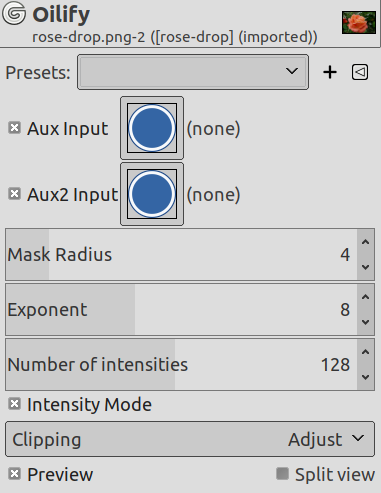 Oilify
rose-drop.png-2 ([rose-drop] (imported))
Presets:
Aux Input (none)
Aux2 Input (none)
Mask Radius 4
Exponent 8
Number of intensities 128
Intensity Mode
Clipping Adjust
Preview Split view